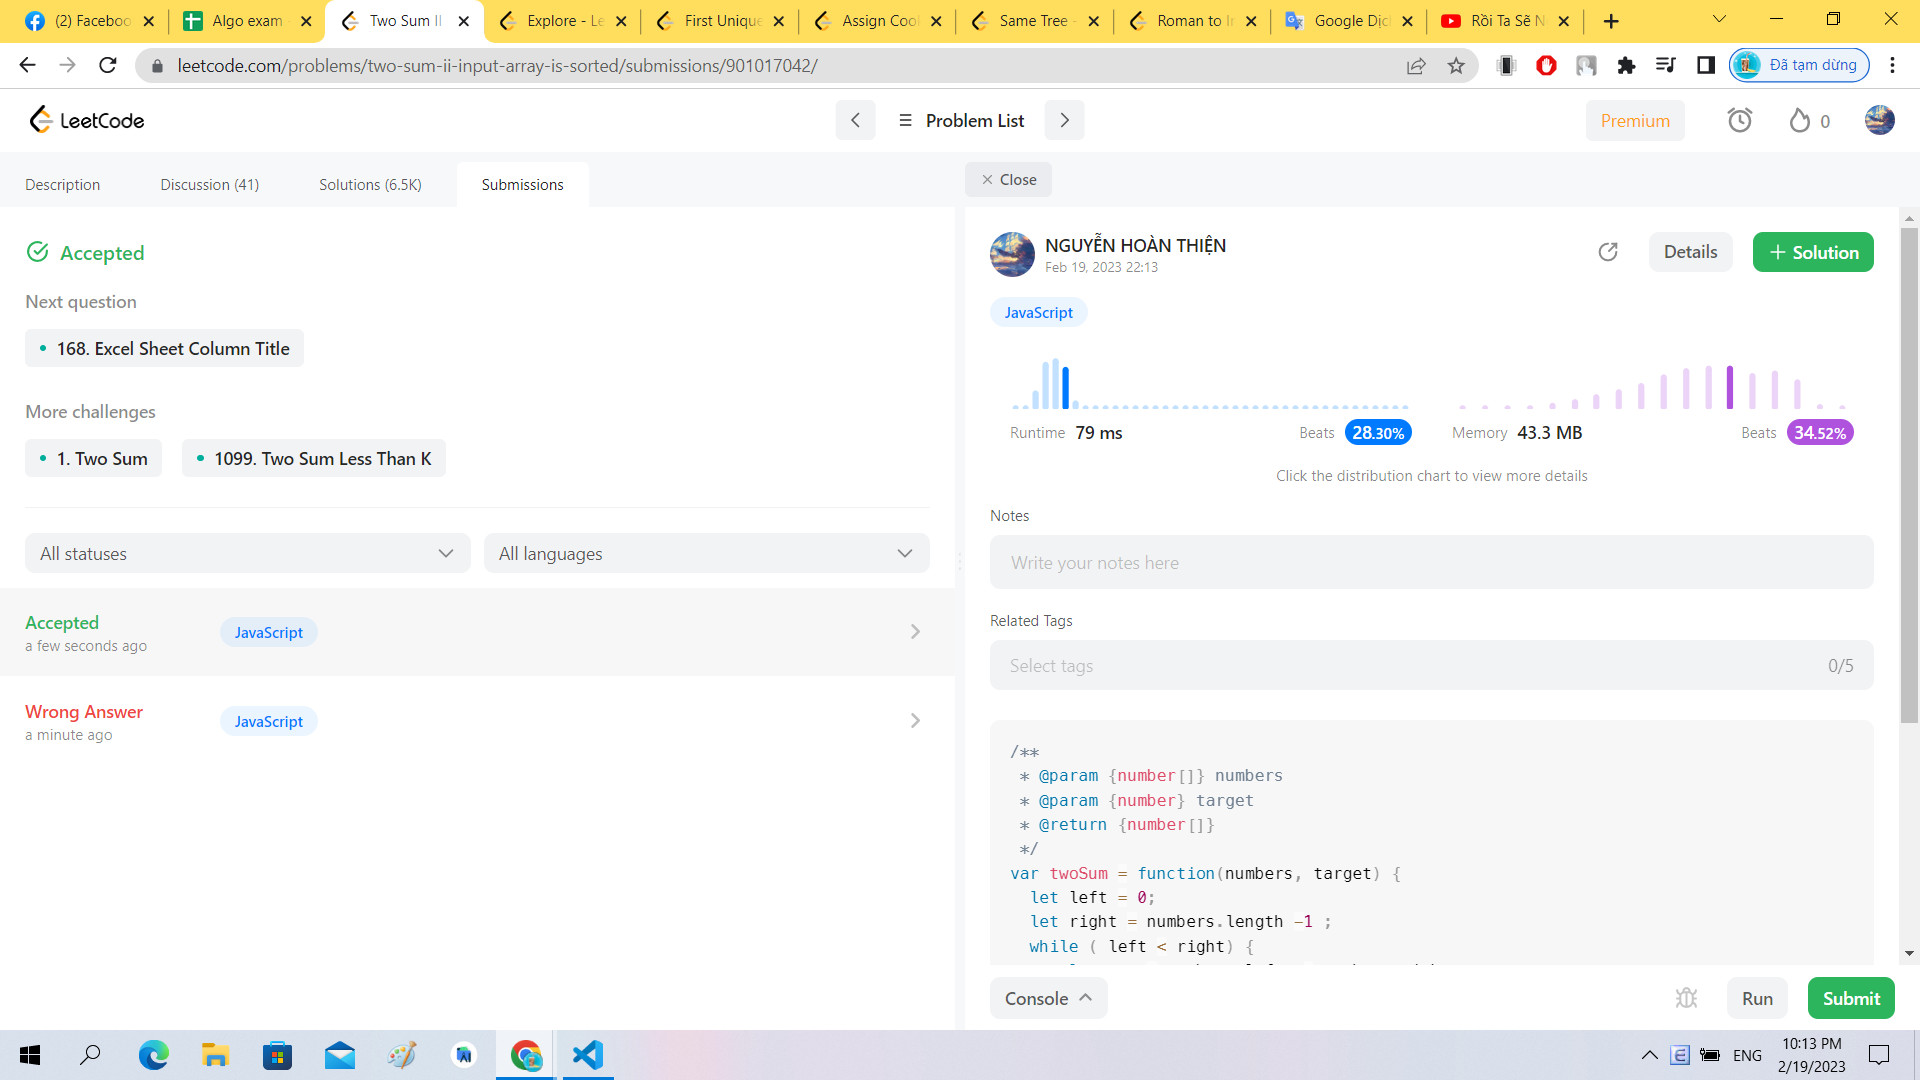 (2) Faceboo
Algo exam
Two Sum II
Explore - Le
First Unique
Assign Coo
Same Tree -
Roman to In
Google Dịch
Rồi Ta Sẽ N
leetcode.com/problems/two-sum-ii-input-array-is-sorted/submissions/901017042/
Đã tạm dừng
LeetCode
Problem List
Premium
0
Description
Discussion (41)
Solutions (6.5K)
Submissions
Close
Accepted
Next question
168. Excel Sheet Column Title
More challenges
1. Two Sum
1099. Two Sum Less Than K
All statuses
All languages
Accepted
a few seconds ago
JavaScript
Wrong Answer
a minute ago
JavaScript
NGUYỄN HOÀN THIỆN
Feb 19, 2023 22:13
Details
+ Solution
JavaScript
Runtime 79 ms
Beats 28.30%
Memory 43.3 MB
Beats 34.52%
Click the distribution chart to view more details
Notes
Write your notes here
Related Tags
Select tags
0/5
/**
* @param {number[]} numbers
* @param {number} target
* @return {number[]}
*/
var twoSum = function(numbers, target) {
let left = 0;
let right = numbers.length -1 ;
while ( left < right) {
Console
Run
Submit
ENG
10:13 PM
2/19/2023